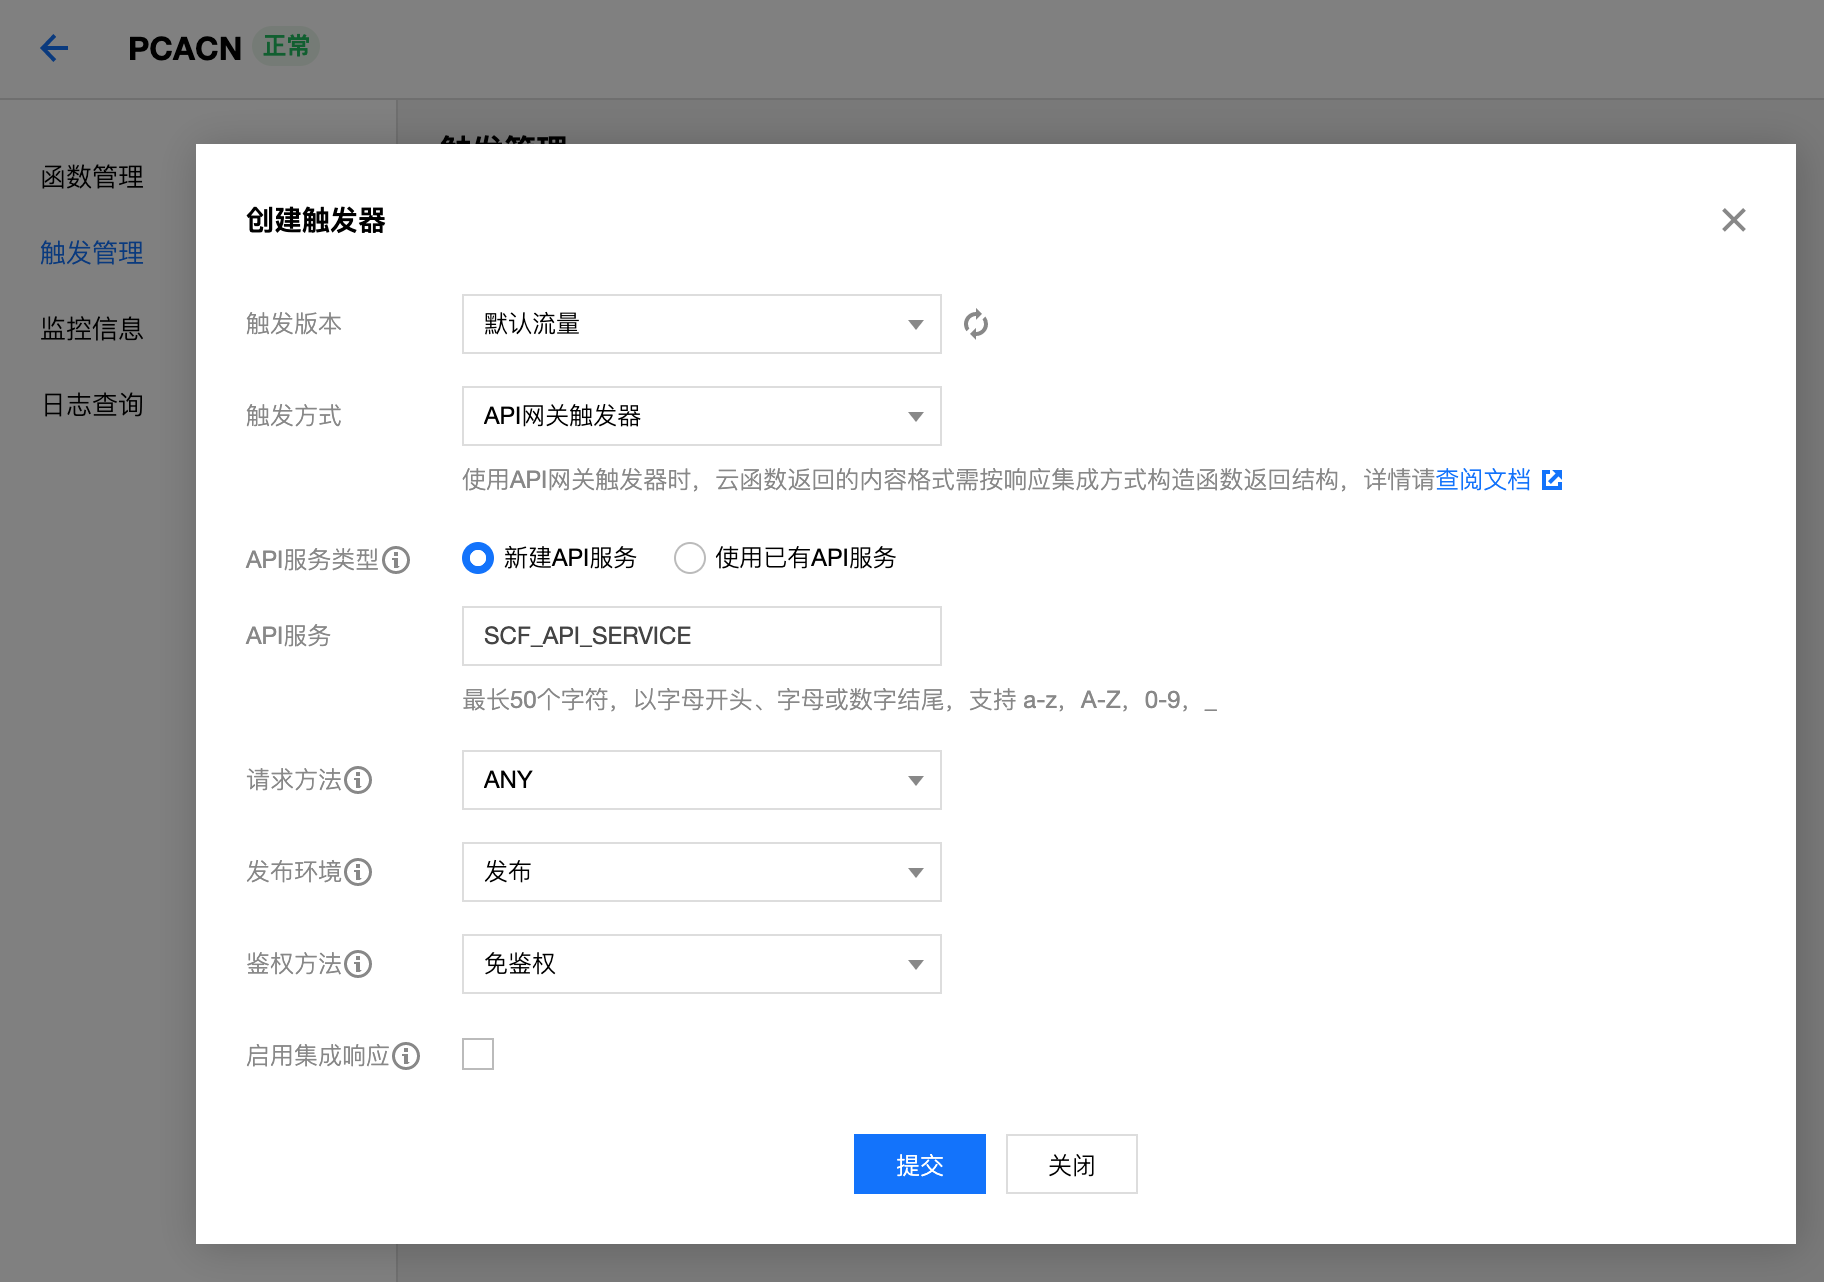 PCACN 正常
触发管理
函数管理
触发管理
监控信息
日志查询
创建触发器
触发版本 默认流量
触发方式 API网关触发器
使用API网关触发器时，云函数返回的内容格式需按响应集成方式构造函数返回结构，详情请查阅文档
API服务类型 新建API服务 使用已有API服务
API服务 SCF_API_SERVICE
最长50个字符，以字母开头、字母或数字结尾，支持 a-z，A-Z，0-9，_
请求方法 ANY
发布环境 发布
鉴权方法 免鉴权
启用集成响应
提交 关闭